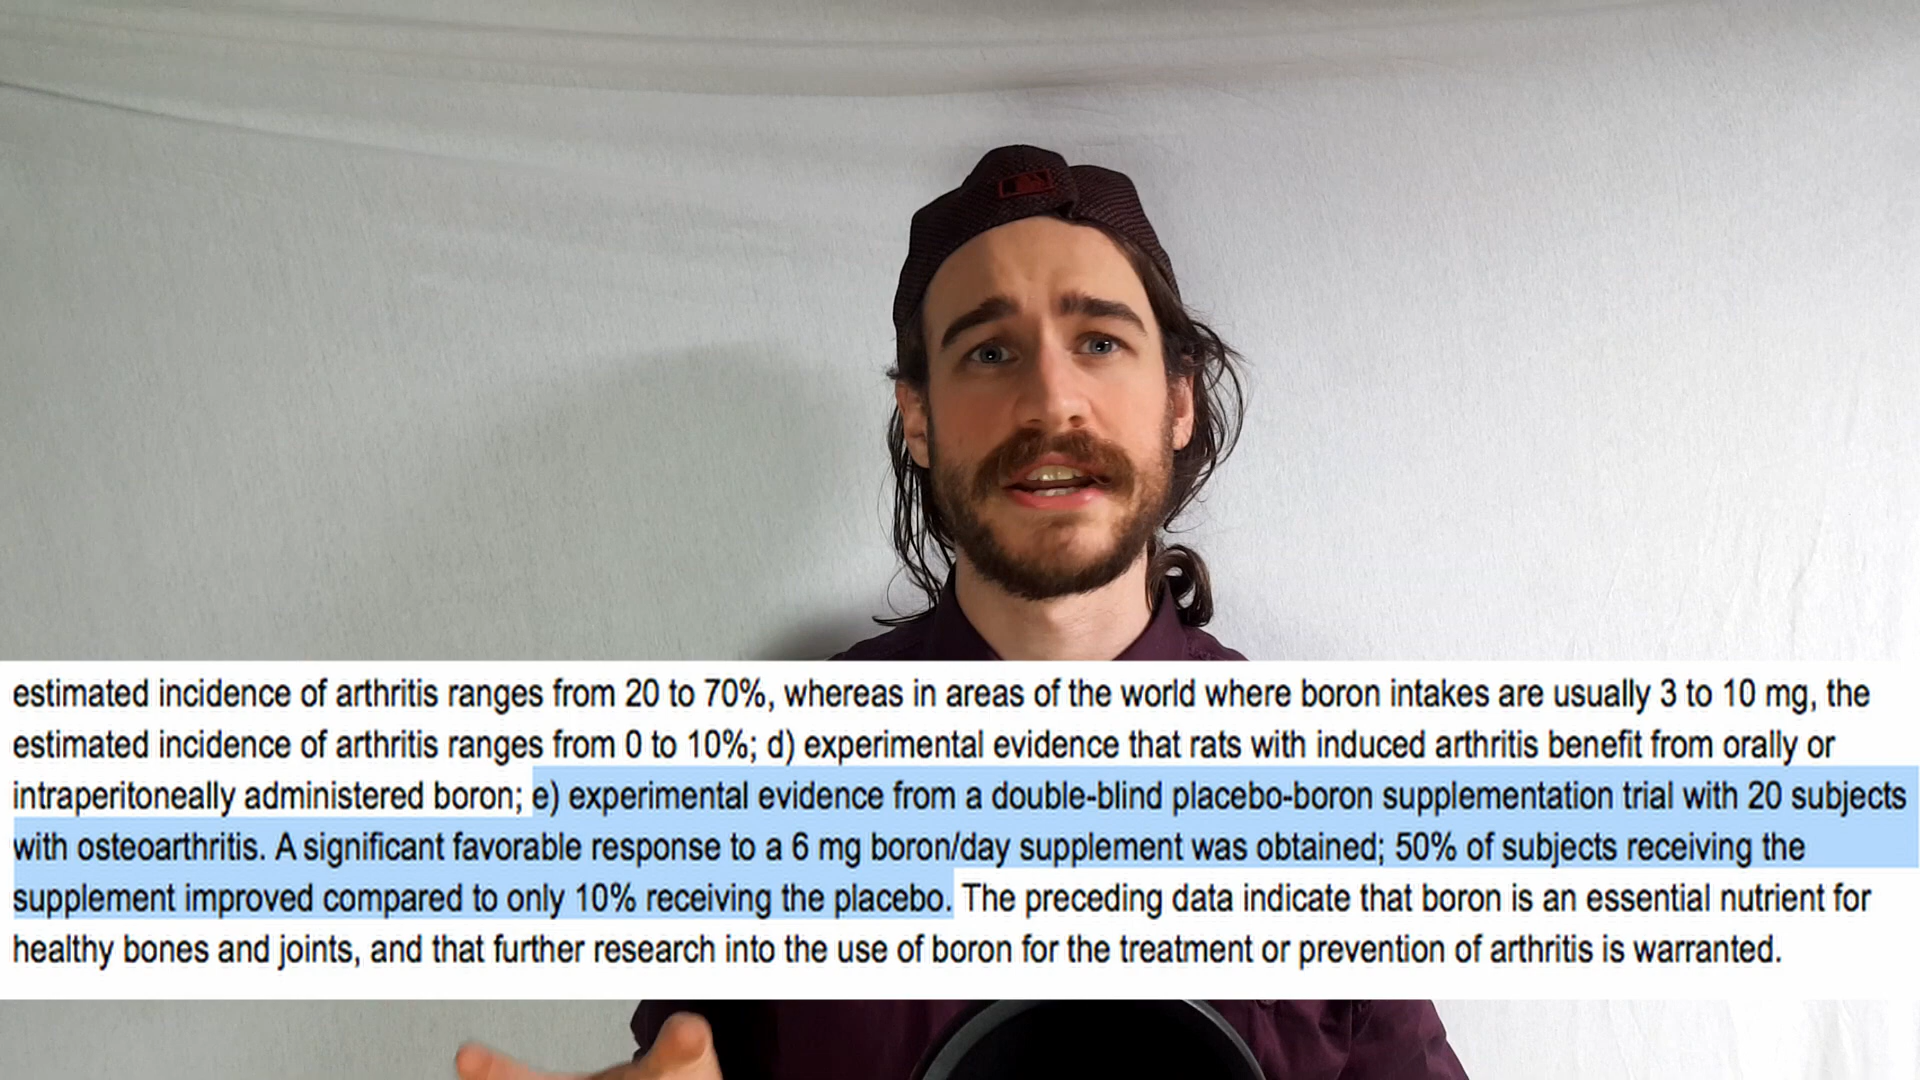 estimated incidence of arthritis ranges from 20 to 70%, whereas in areas of the world where boron intakes are usually 3 to 10 mg, the
estimated incidence of arthritis ranges from 0 to 10%; d) experimental evidence that rats with induced arthritis benefit from orally or
intraperitoneally administered boron; e) experimental evidence from a double-blind placebo-boron supplementation trial with 20 subjects
with osteoarthritis. A significant favorable response to a 6 mg boron/day supplement was obtained; 50% of subjects receiving the
supplement improved compared to only 10% receiving the placebo. The preceding data indicate that boron is an essential nutrient for
healthy bones and joints, and that further research into the use of boron for the treatment or prevention of arthritis is warranted.